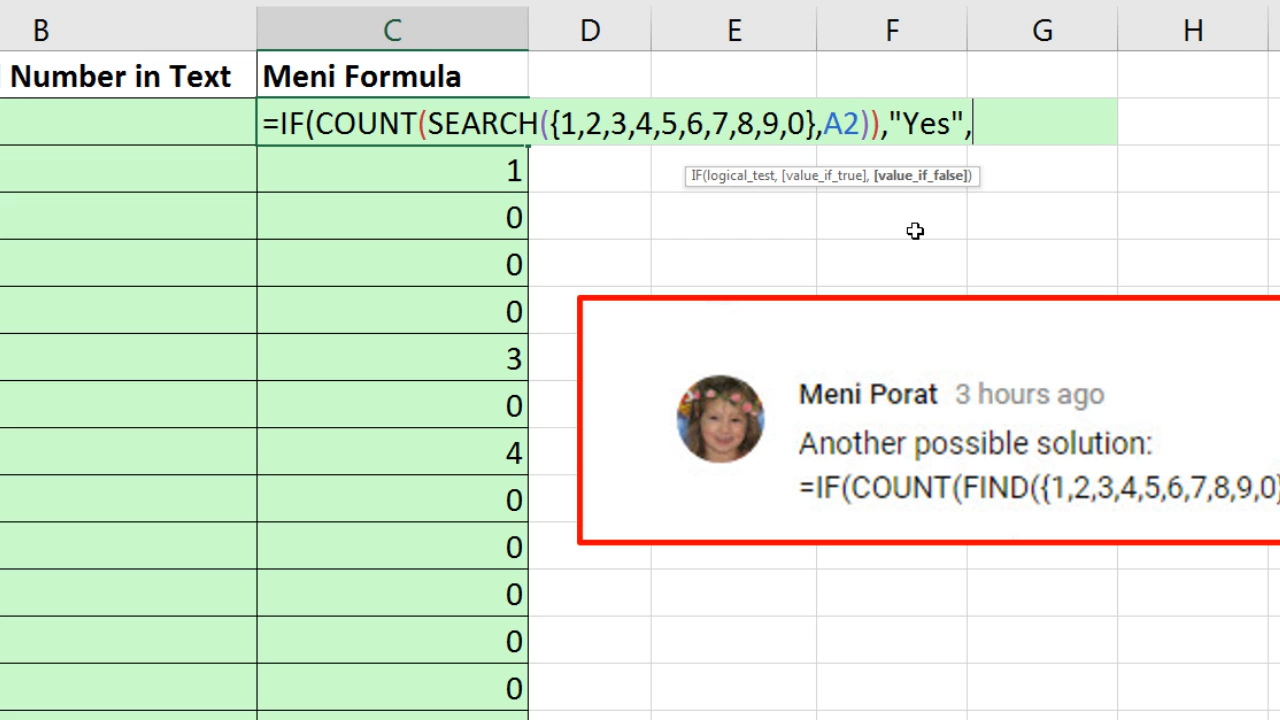 B C D E F G H
Number in Text Meni Formula
=IF(COUNT(SEARCH({1,2,3,4,5,6,7,8,9,0},A2)),"Yes",
1
IF(logical_test, [value_if_true], [value_if_false])
0
0
0
3
0
Meni Porat 3 hours ago
Another possible solution:
4
=IF(COUNT(FIND({1,2,3,4,5,6,7,8,9,0}
0
0
0
0
0